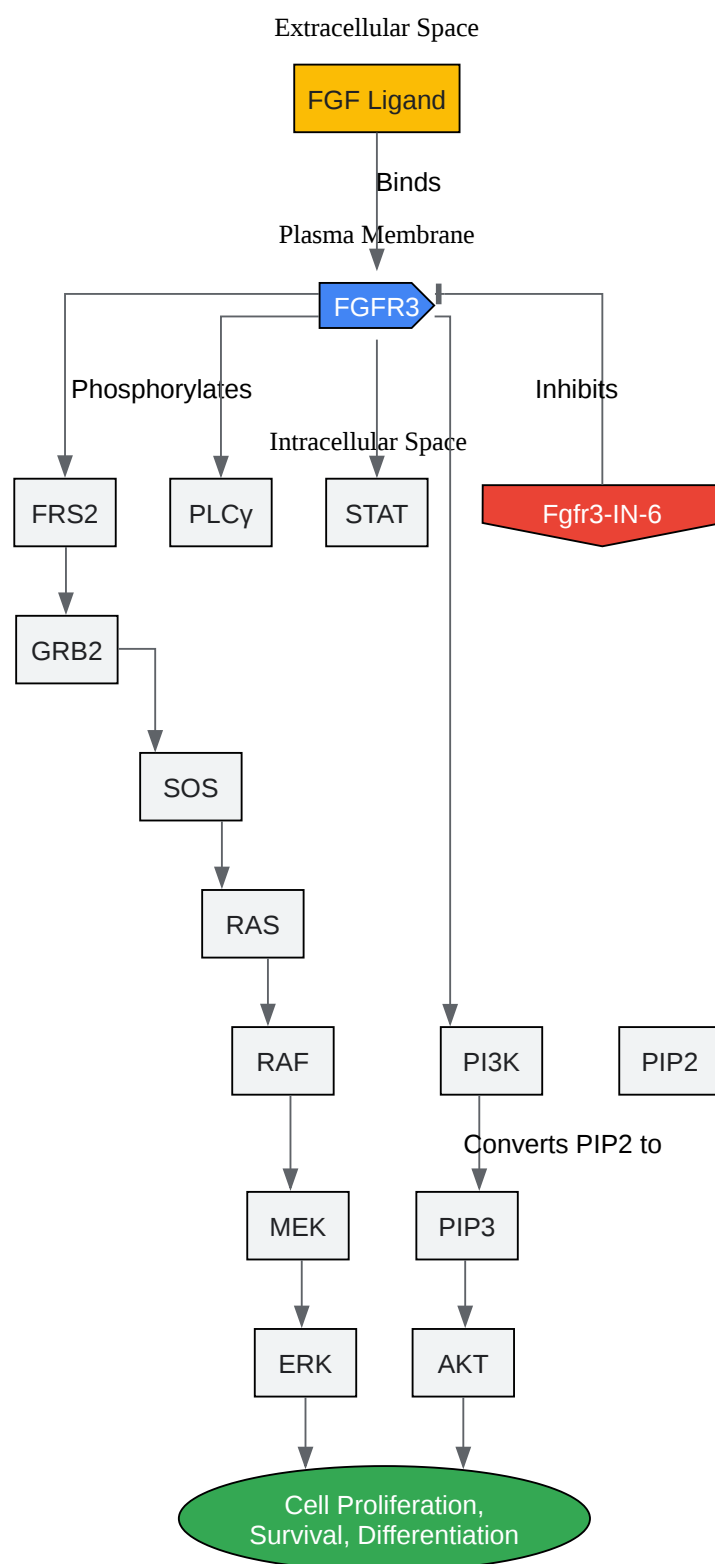 Extracellular Space
FGF Ligand
Binds
Plasma Membrane
FGFR3
Phosphorylates
Inhibits
Intracellular Space
FRS2
PLCγ
STAT
Fgfr3-IN-6
GRB2
SOS
RAS
RAF
PI3K
PIP2
Converts PIP2 to
MEK
PIP3
ERK
AKT
Cell Proliferation,
Survival, Differentiation